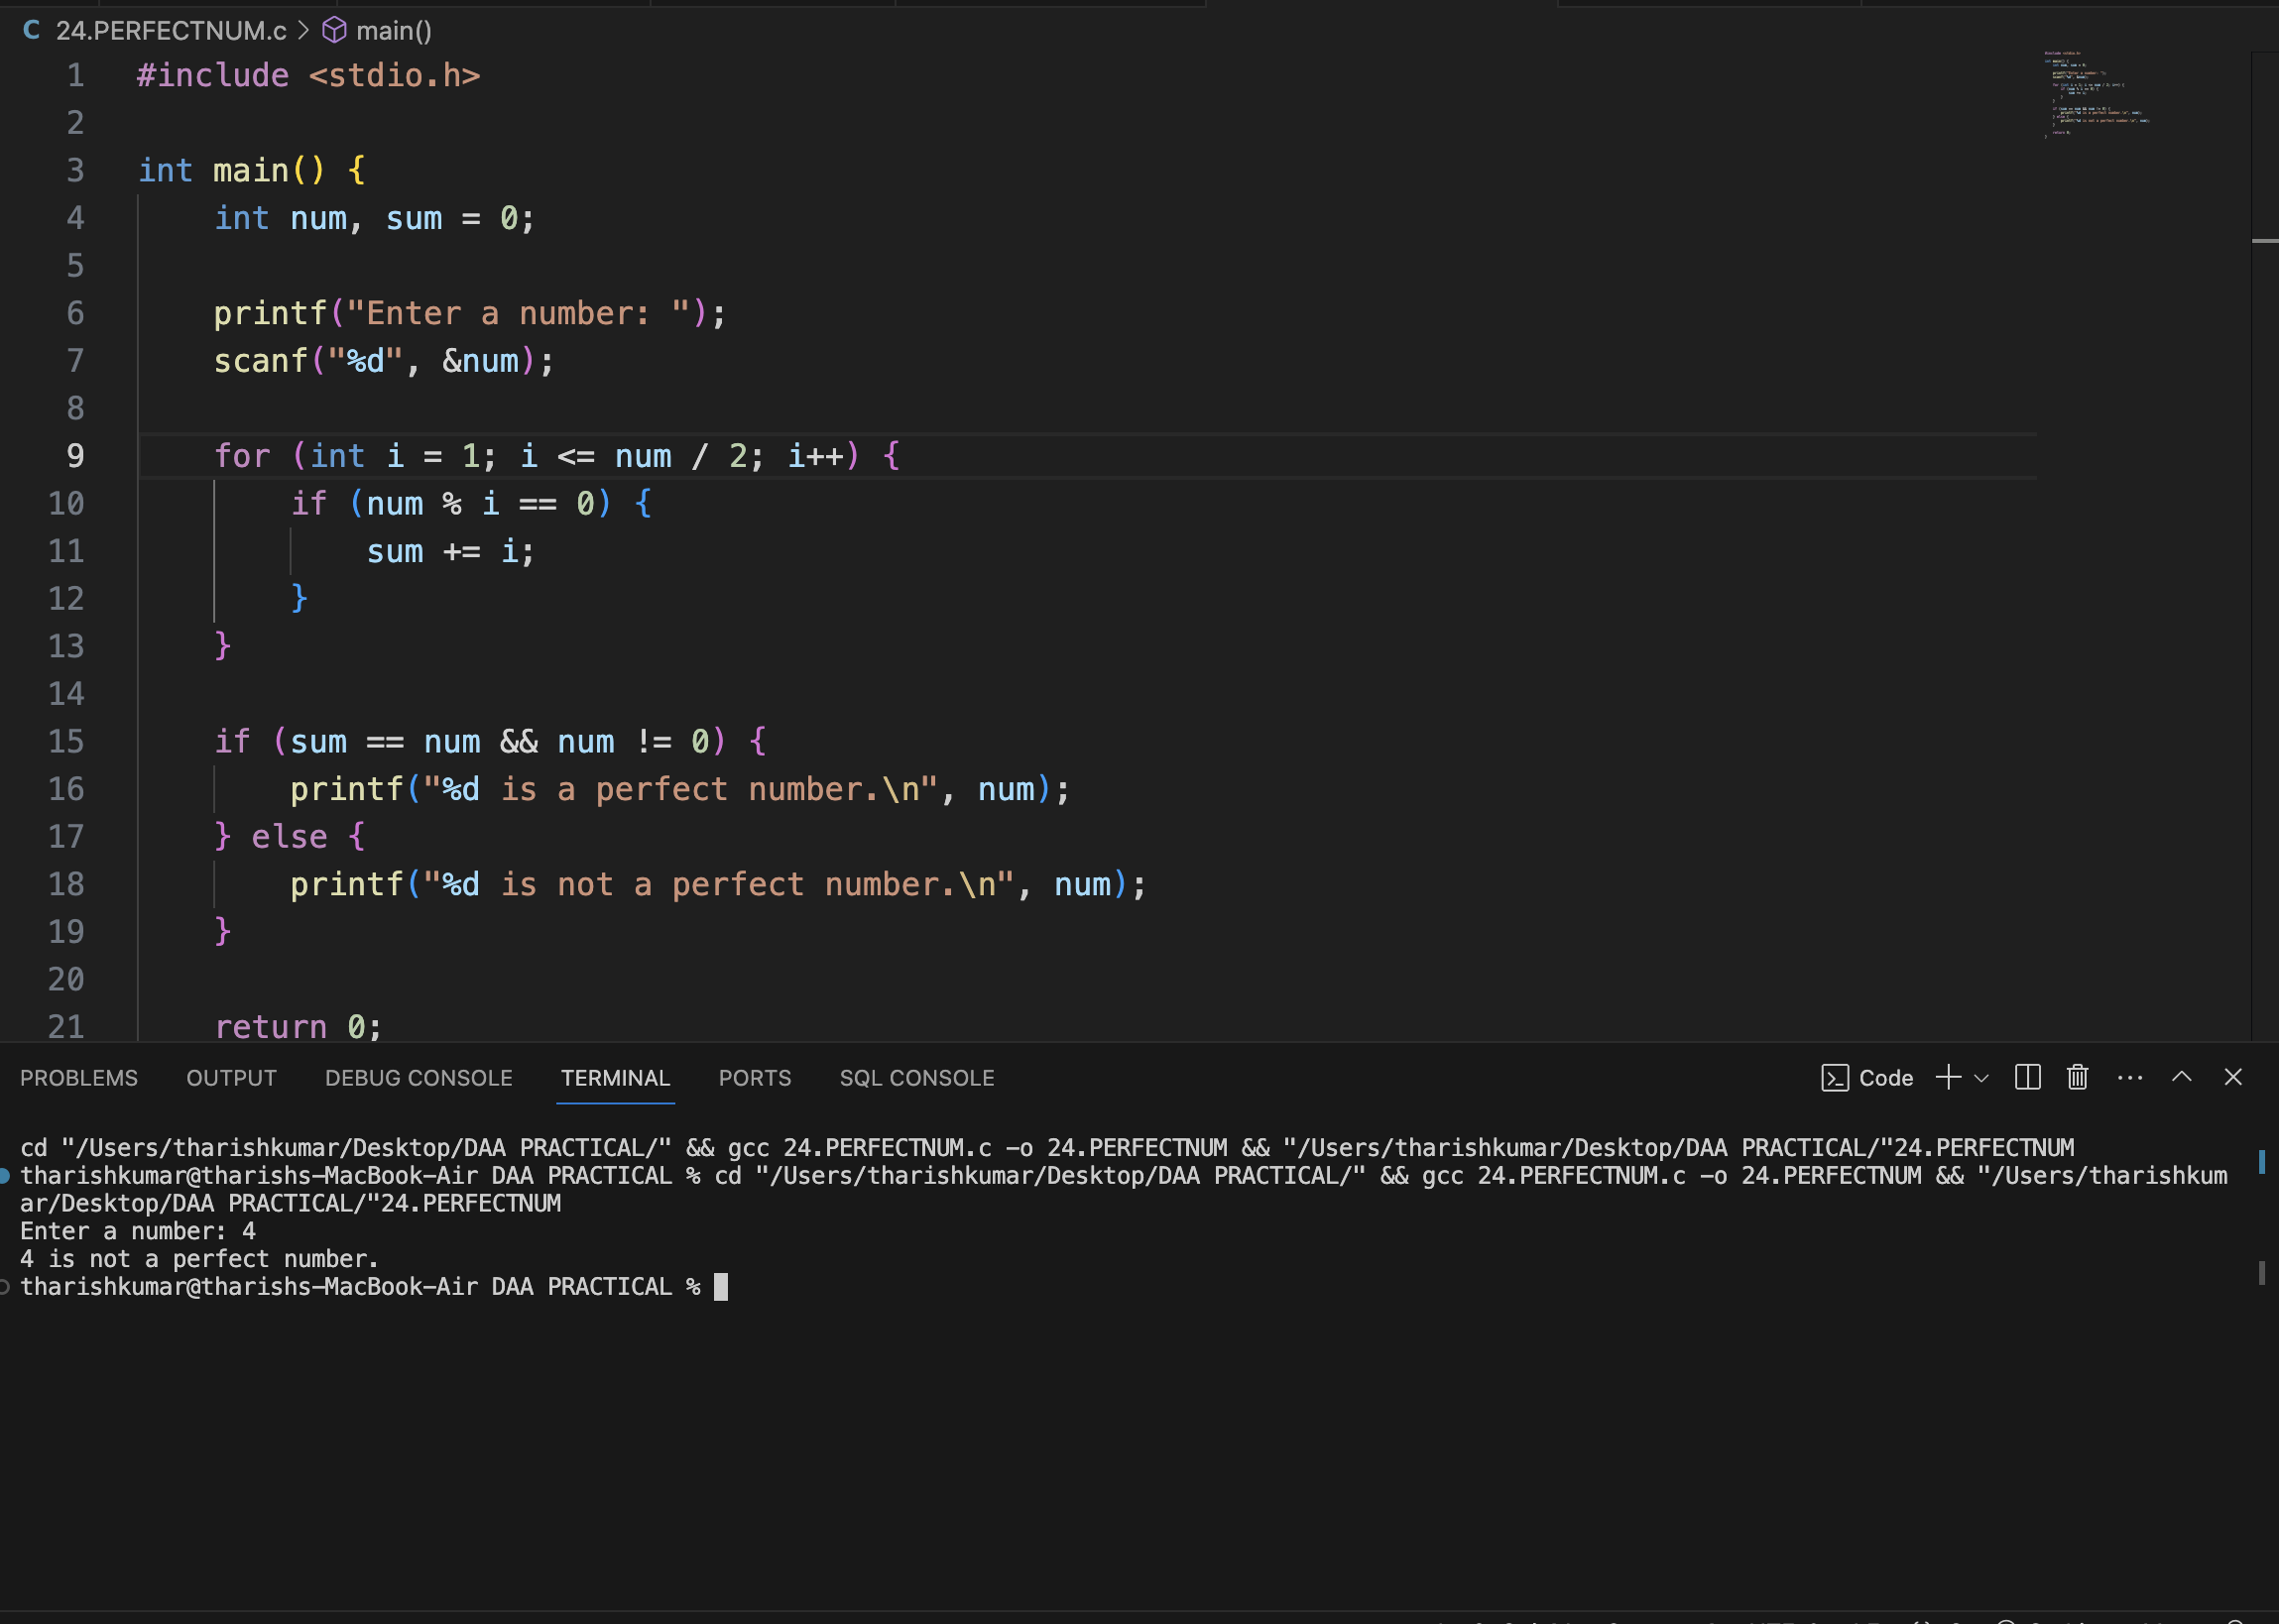 C 24.PERFECTNUM.c > main()
1 #include <stdio.h>
2
3 int main() {
4 int num, sum = 0;
5
6 printf("Enter a number: ");
7 scanf("%d", &num);
8
9 for (int i = 1; i <= num / 2; i++) {
10 if (num % i == 0) {
11 sum += i;
12 }
13 }
14
15 if (sum == num && num != 0) {
16 printf("%d is a perfect number.\n", num);
17 } else {
18 printf("%d is not a perfect number.\n", num);
19 }
20
21 return 0;
PROBLEMS OUTPUT DEBUG CONSOLE TERMINAL PORTS SQL CONSOLE Code
cd "/Users/tharishkumar/Desktop/DAA PRACTICAL/" && gcc 24.PERFECTNUM.c -o 24.PERFECTNUM && "/Users/tharishkumar/Desktop/DAA PRACTICAL/"24.PERFECTNUM
tharishkumar@tharishs-MacBook-Air DAA PRACTICAL % cd "/Users/tharishkumar/Desktop/DAA PRACTICAL/" && gcc 24.PERFECTNUM.c -o 24.PERFECTNUM && "/Users/tharishkum
ar/Desktop/DAA PRACTICAL/"24.PERFECTNUM
Enter a number: 4
4 is not a perfect number.
tharishkumar@tharishs-MacBook-Air DAA PRACTICAL %